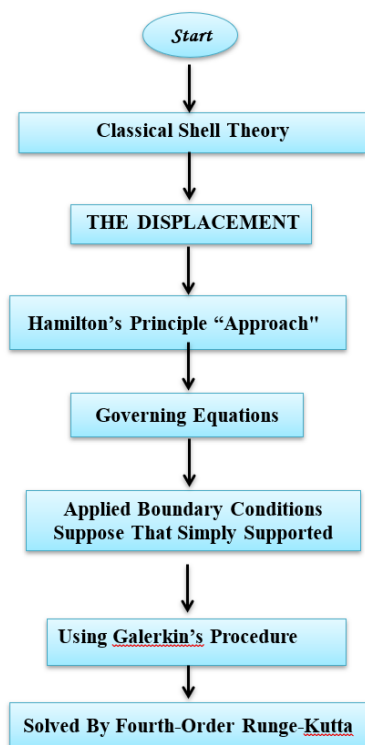 Start
Classical Shell Theory
THE DISPLACEMENT
Hamilton’s Principle “Approach"
Governing Equations
Applied Boundary Conditions
Suppose That Simply Supported
Using Galerkin’s Procedure
Solved By Fourth-Order Runge-Kutta